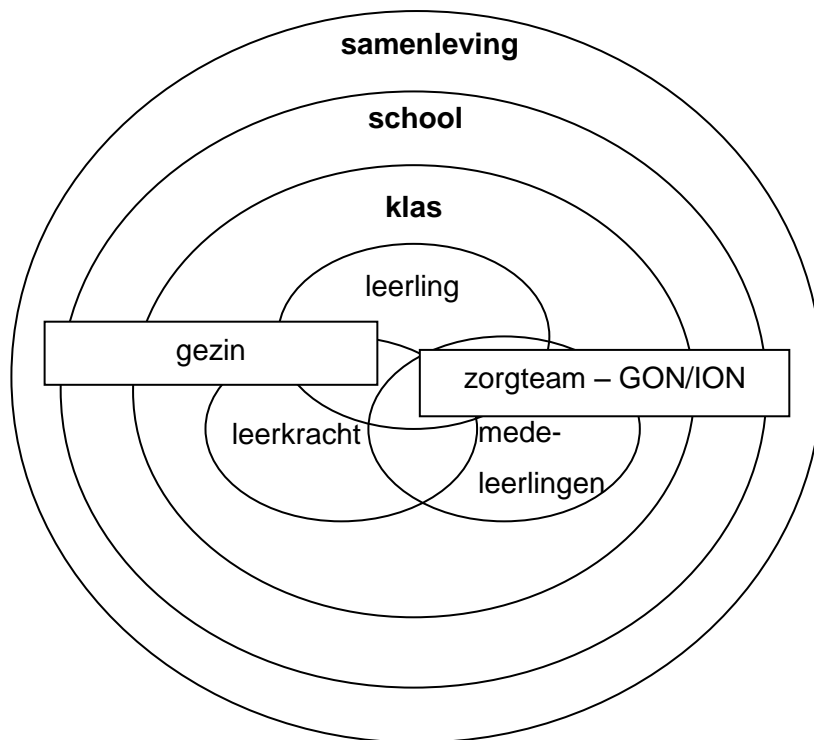 samenleving
school
klas
leerling
gezin
zorgteam – GON/ION
leerkracht
mede-
leerlingen